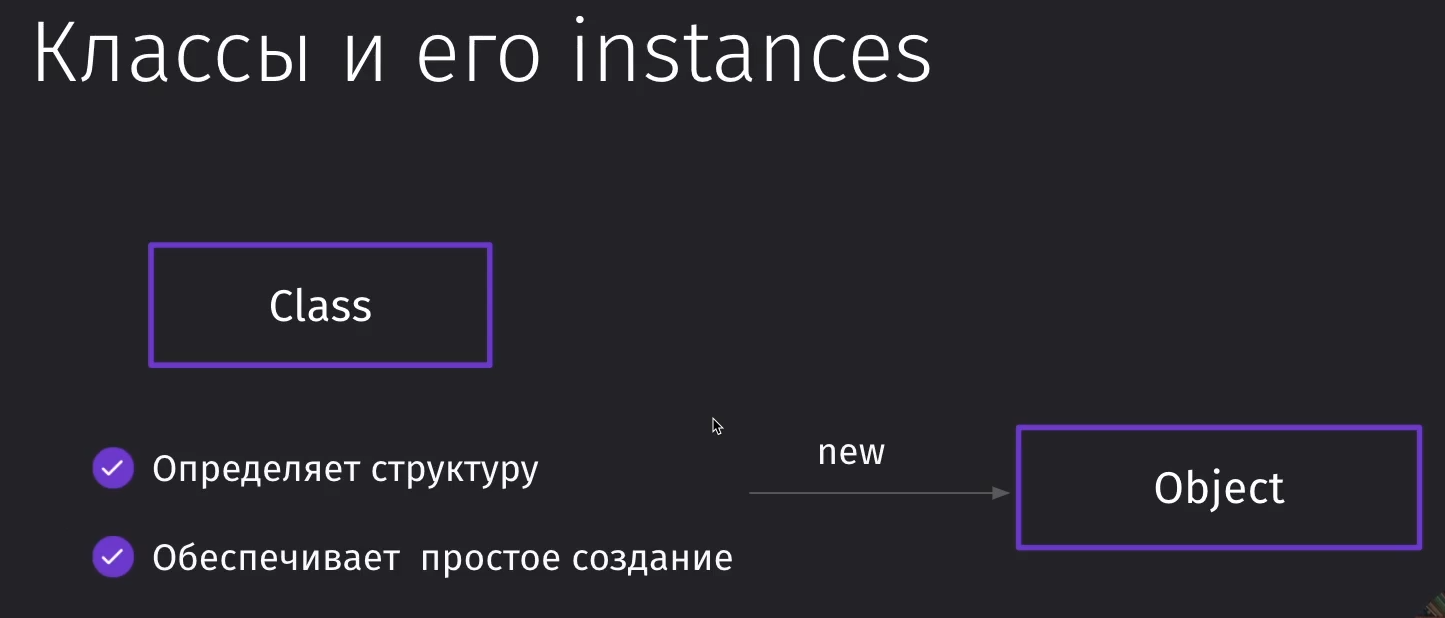 Классы и его instances
Class
Определяет структуру
Обеспечивает простое создание
new
Object